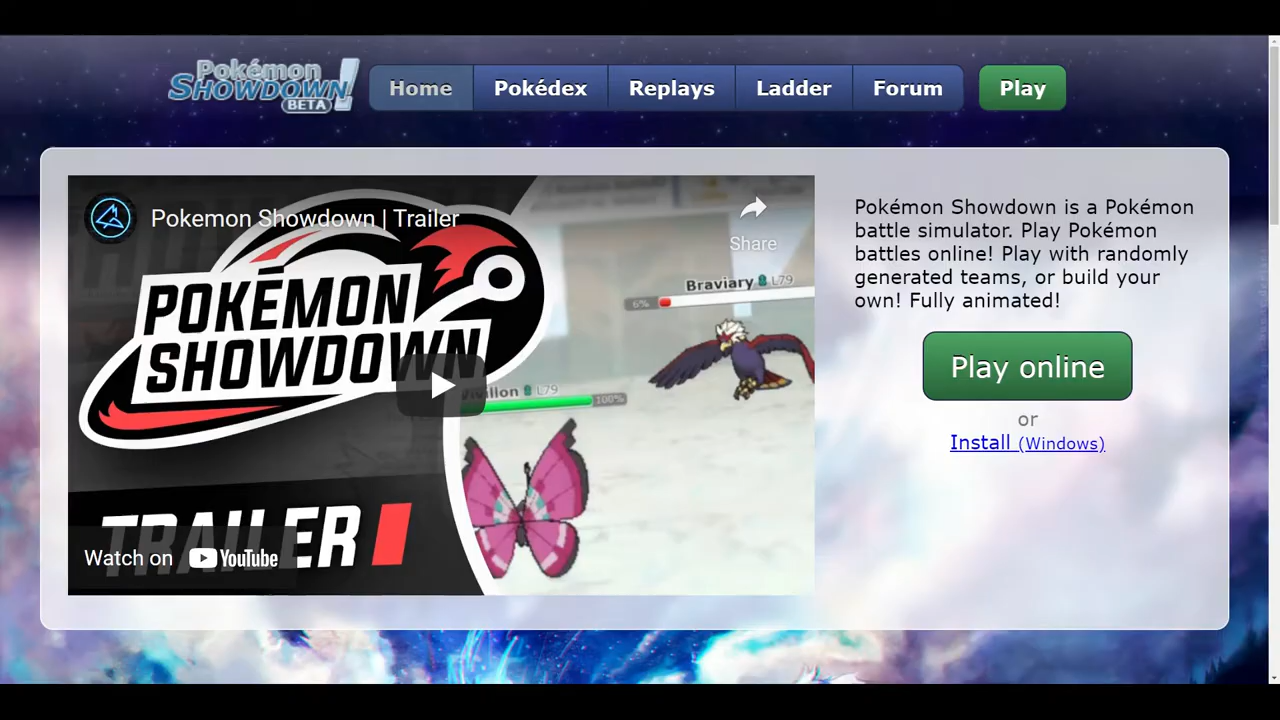 Pokémon
SHOWDOWN!
BETA
Home
Pokédex
Replays
Ladder
Forum
Play
Pokemon Showdown | Trailer
Share
POKÉMON
SHOWDOWN
TRAILER
Watch on YouTube
Braviary L79
6%
L79
100%
Pokémon Showdown is a Pokémon
battle simulator. Play Pokémon
battles online! Play with randomly
generated teams, or build your
own! Fully animated!
Play online
or
Install (Windows)